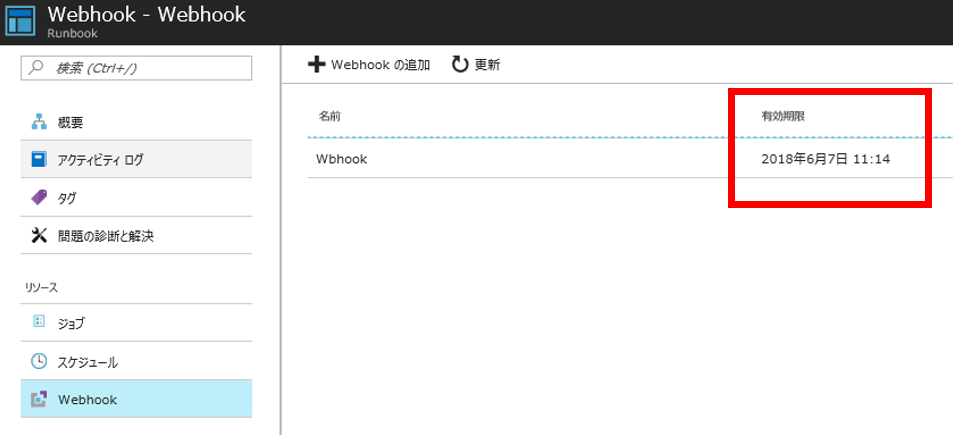 Webhook - Webhook
Runbook
検索 (Ctrl+/)
概要
アクティビティ ログ
タグ
問題の診断と解決
リソース
ジョブ
スケジュール
Webhook
Webhook の追加
更新
名前
有効期限
Wbhook
2018年6月7日 11:14